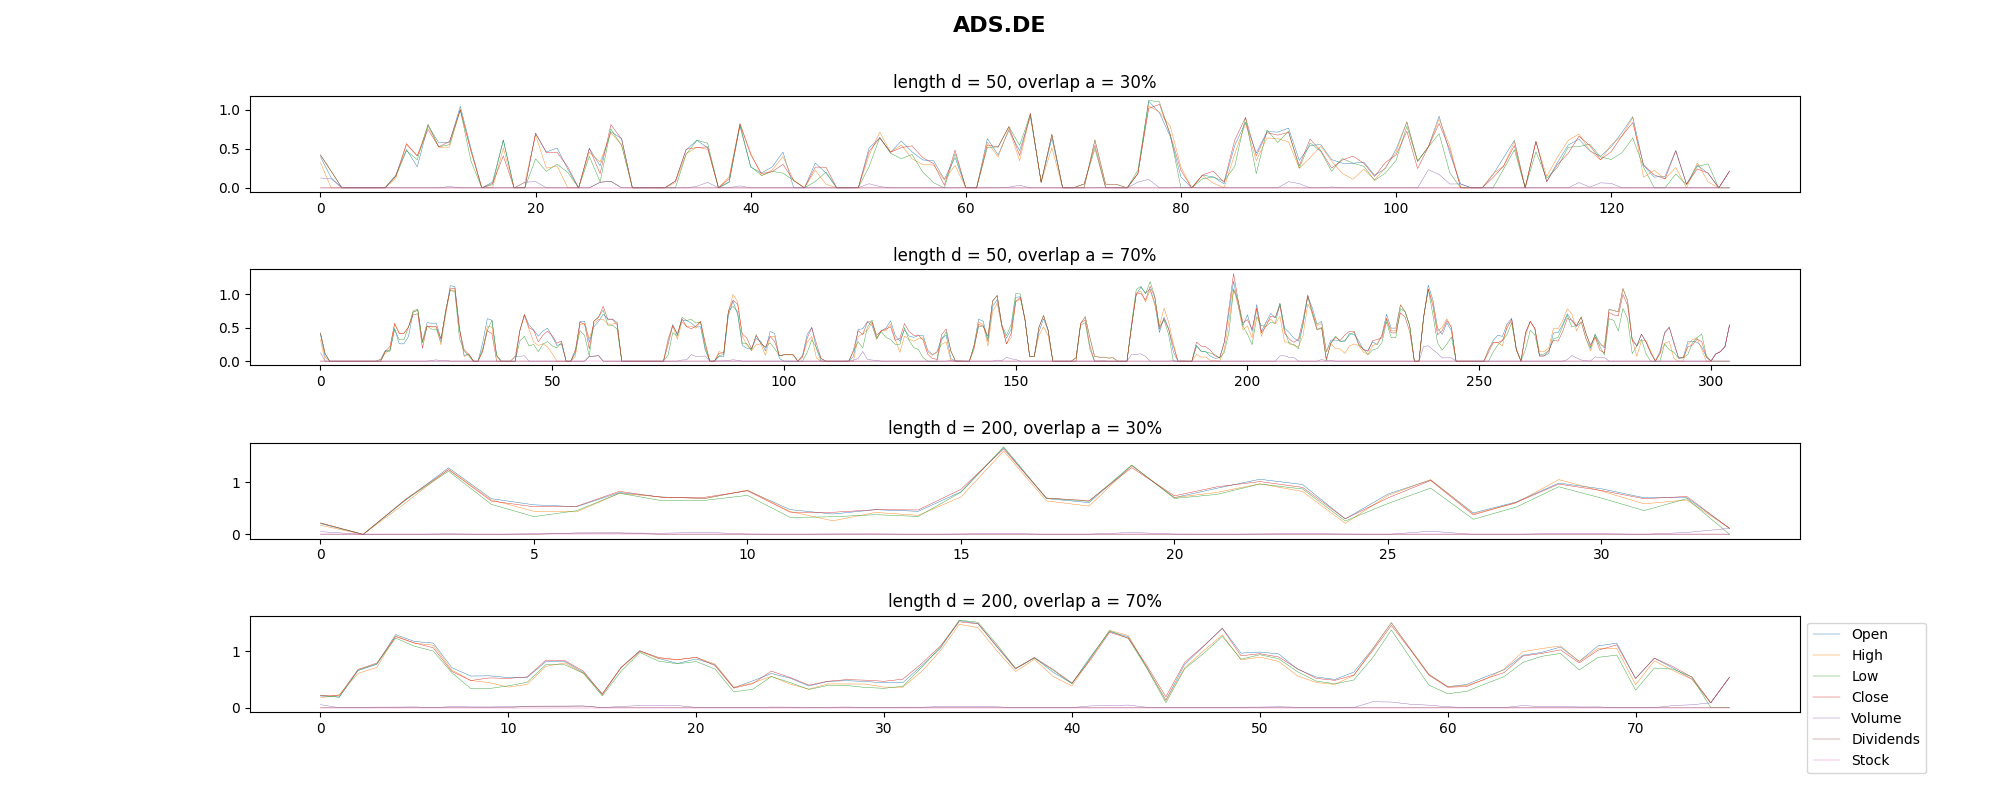 ADS.DE
length d = 50, overlap a = 30%
1.0
0.5
0.0
0 20 40 60 80 100 120
length d = 50, overlap a = 70%
1.0
0.5
0.0
0 50 100 150 200 250 300
length d = 200, overlap a = 30%
1
0
0 5 10 15 20 25 30
length d = 200, overlap a = 70%
1
0
0 10 20 30 40 50 60 70
Open
High
Low
Close
Volume
Dividends
Stock